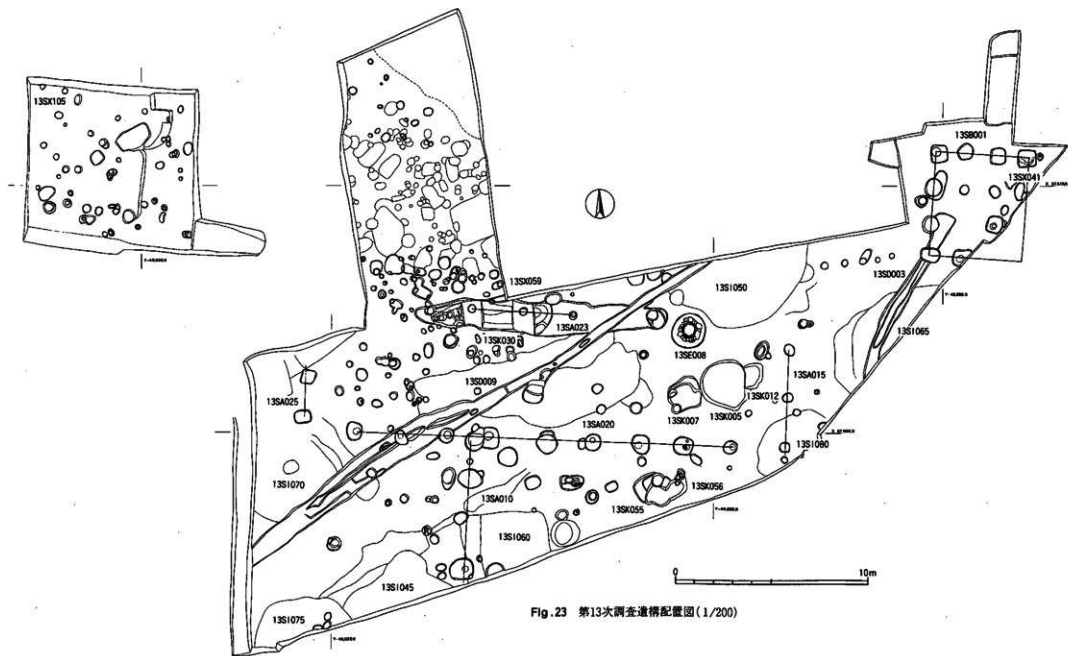 13SX105
13SB001
13SX041
13SD003
13SX059
13SI050
13SI065
13SA023
13SK030
13SE008
13SD009
13SA015
13SA025
13SK012
13SK007
13SK005
13SA020
13SI080
13SI070
13SK056
13SA010
13SK055
13SI060
13SI045
13SI075
0
10m
Fig.23 第13次調査遺構配置図(1/200)